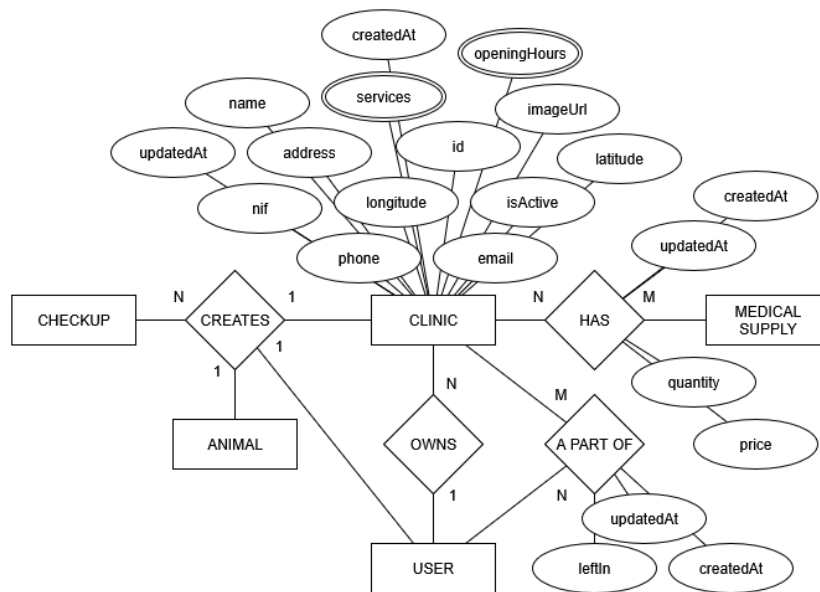 createdAt
openingHours
services
name
imageUrl
updatedAt
address
id
latitude
createdAt
nif
longitude
isActive
updatedAt
phone
email
N
1
N
M
CHECKUP
CREATES
CLINIC
HAS
MEDICAL
SUPPLY
1
1
N
M
quantity
ANIMAL
OWNS
A PART OF
price
1
N
updatedAt
USER
leftIn
createdAt